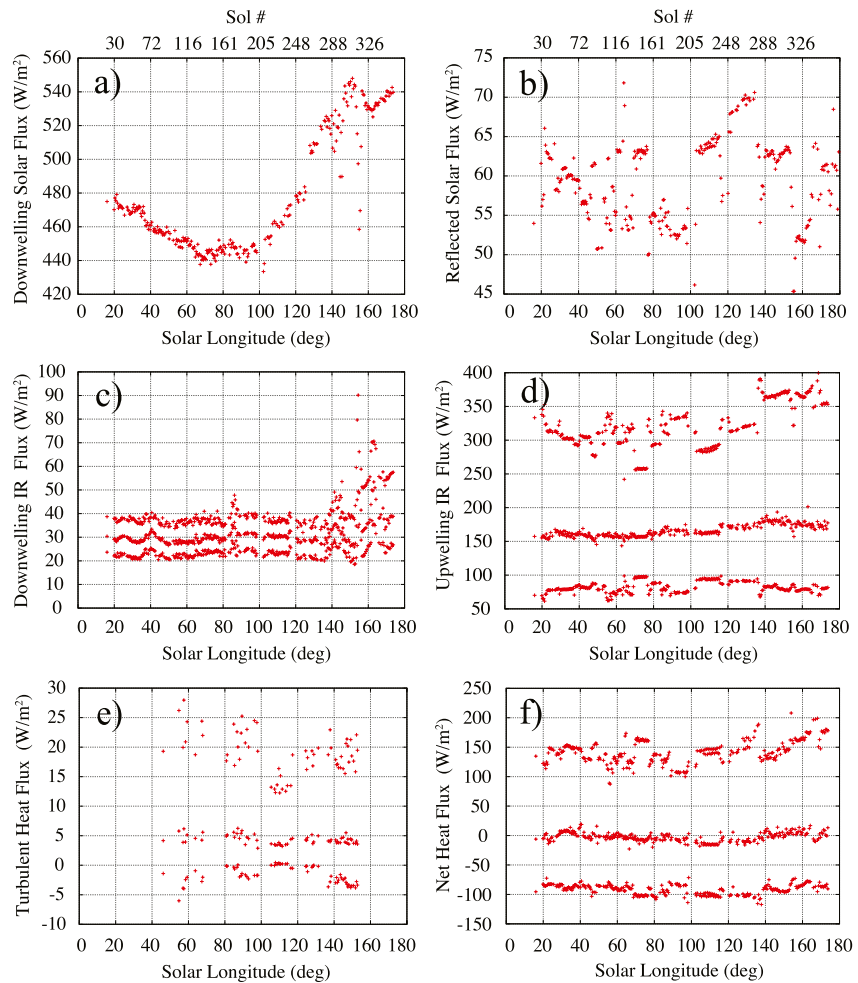 Sol #
30 72 116 161 205 248 288 326
a)
Downwelling Solar Flux (W/m²)
560
540
520
500
480
460
440
420
0 20 40 60 80 100 120 140 160 180
Solar Longitude (deg)
Sol #
30 72 116 161 205 248 288 326
b)
Reflected Solar Flux (W/m²)
75
70
65
60
55
50
45
0 20 40 60 80 100 120 140 160 180
Solar Longitude (deg)
c)
Downwelling IR Flux (W/m²)
100
90
80
70
60
50
40
30
20
10
0
0 20 40 60 80 100 120 140 160 180
Solar Longitude (deg)
d)
Upwelling IR Flux (W/m²)
400
350
300
250
200
150
100
50
0 20 40 60 80 100 120 140 160 180
Solar Longitude (deg)
e)
Turbulent Heat Flux (W/m²)
30
25
20
15
10
5
0
-5
-10
0 20 40 60 80 100 120 140 160 180
Solar Longitude (deg)
f)
Net Heat Flux (W/m²)
250
200
150
100
50
0
-50
-100
-150
0 20 40 60 80 100 120 140 160 180
Solar Longitude (deg)